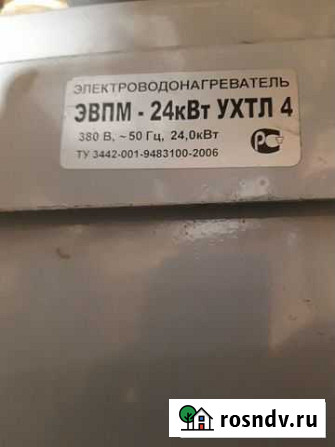 ЭЛЕКТРОВОДОНАГРЕВАТЕЛЬ
ЭВПМ - 24кВт УХТЛ 4
380 В, ~ 50 Гц, 24,0кВт
ТУ 3442-001-9483100-2006
rosndv.ru